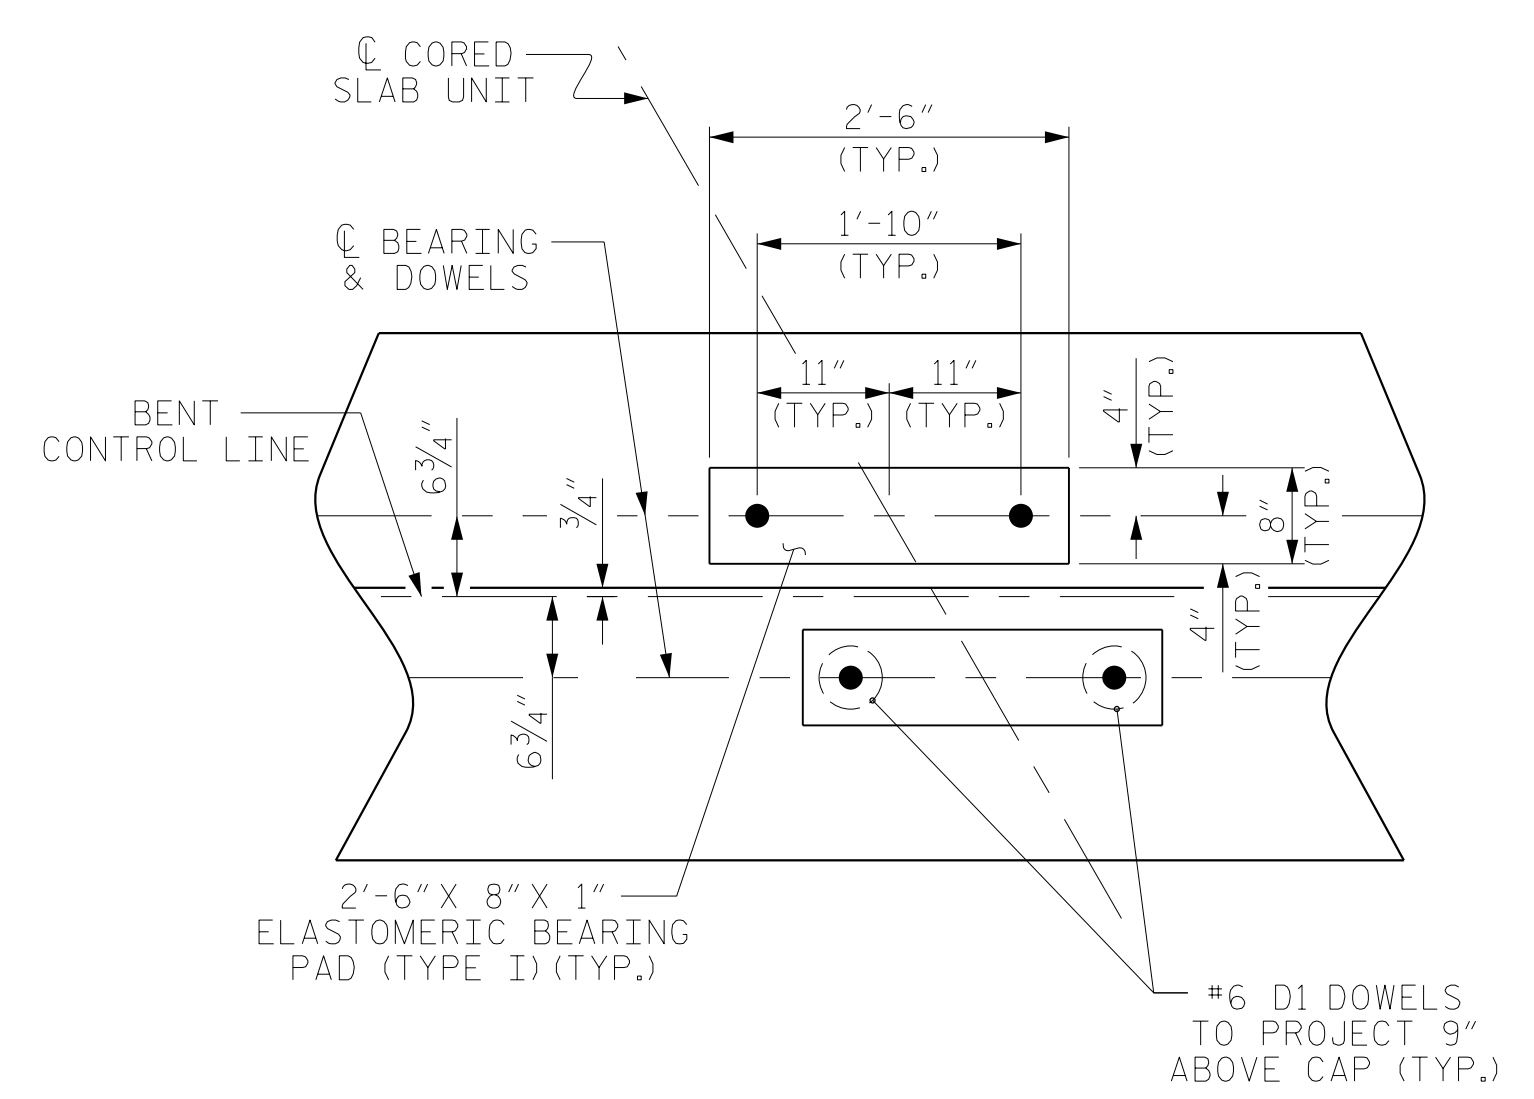 ℄ CORED
SLAB UNIT
2'-6"
(TYP.)
1'-10"
(TYP.)
℄ BEARING
& DOWELS
11"
(TYP.)
11"
(TYP.)
4"
(TYP.)
BENT
CONTROL LINE
6¾"
¾"
8"
(TYP.)
4"
(TYP.)
6¾"
2'-6" X 8" X 1"
ELASTOMERIC BEARING
PAD (TYPE I)(TYP.)
#6 D1 DOWELS
TO PROJECT 9"
ABOVE CAP (TYP.)